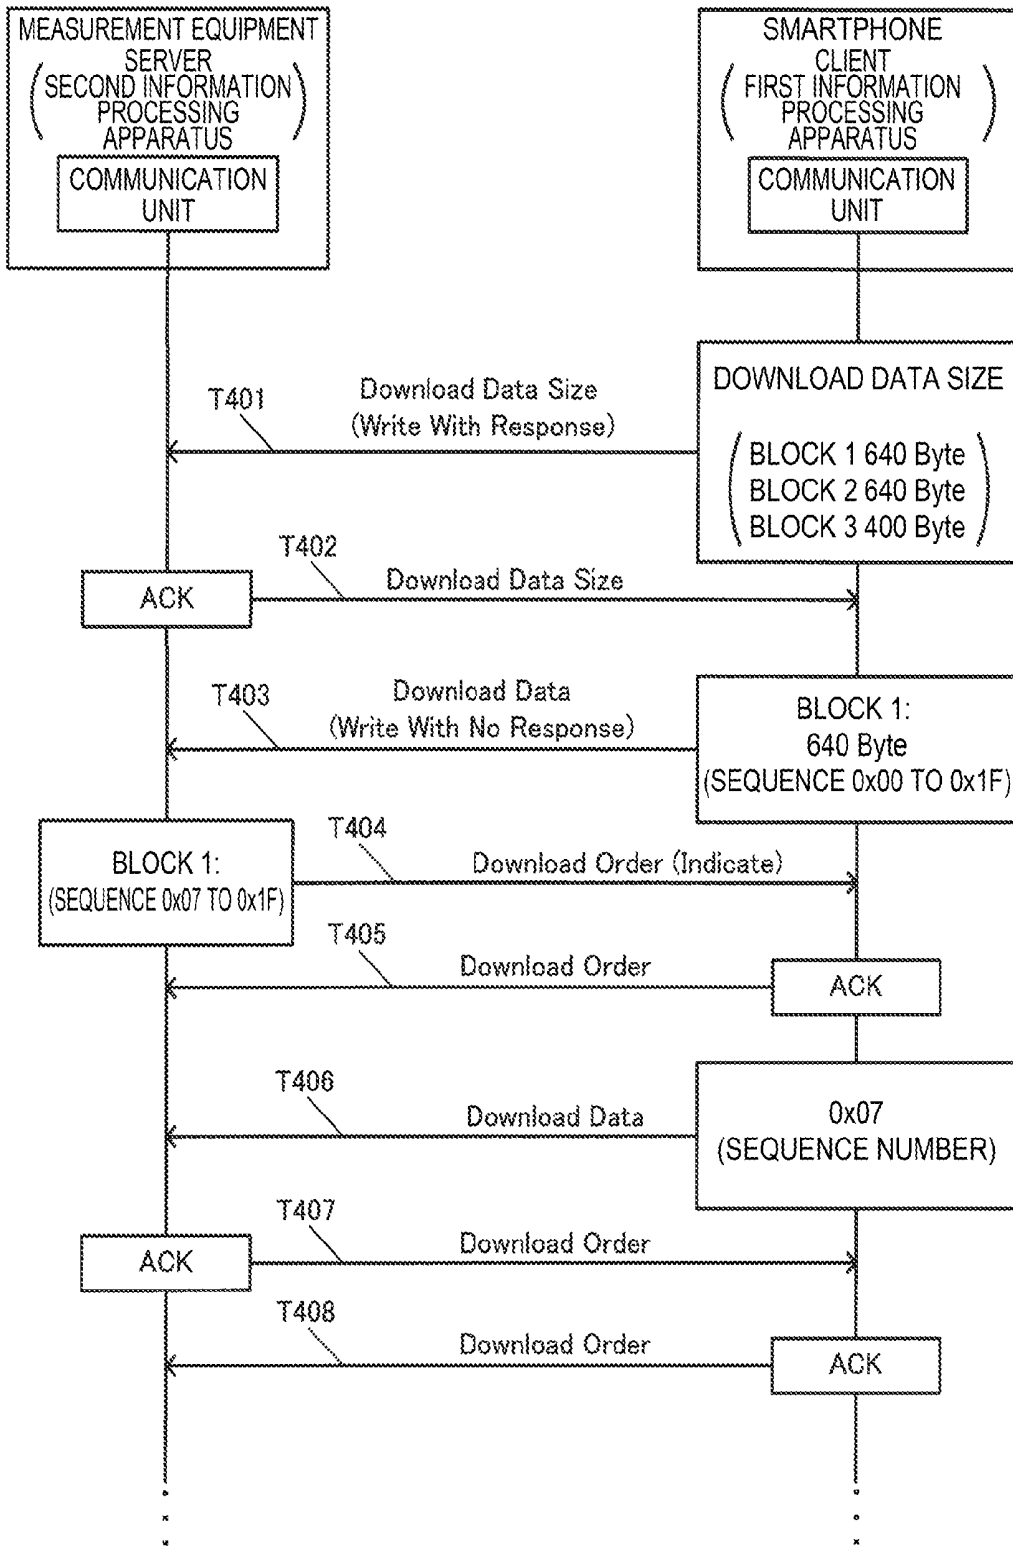 MEASUREMENT EQUIPMENT
SERVER
SECOND INFORMATION
PROCESSING
APPARATUS
COMMUNICATION
UNIT
SMARTPHONE
CLIENT
FIRST INFORMATION
PROCESSING
APPARATUS
COMMUNICATION
UNIT
DOWNLOAD DATA SIZE
BLOCK 1 640 Byte
BLOCK 2 640 Byte
BLOCK 3 400 Byte
T401
Download Data Size
(Write With Response)
T402
ACK
Download Data Size
T403
Download Data
(Write With No Response)
BLOCK 1:
640 Byte
(SEQUENCE 0x00 TO 0x1F)
T404
BLOCK 1:
(SEQUENCE 0x07 TO 0x1F)
Download Order (Indicate)
T405
Download Order
ACK
T406
Download Data
0x07
(SEQUENCE NUMBER)
T407
ACK
Download Order
T408
Download Order
ACK